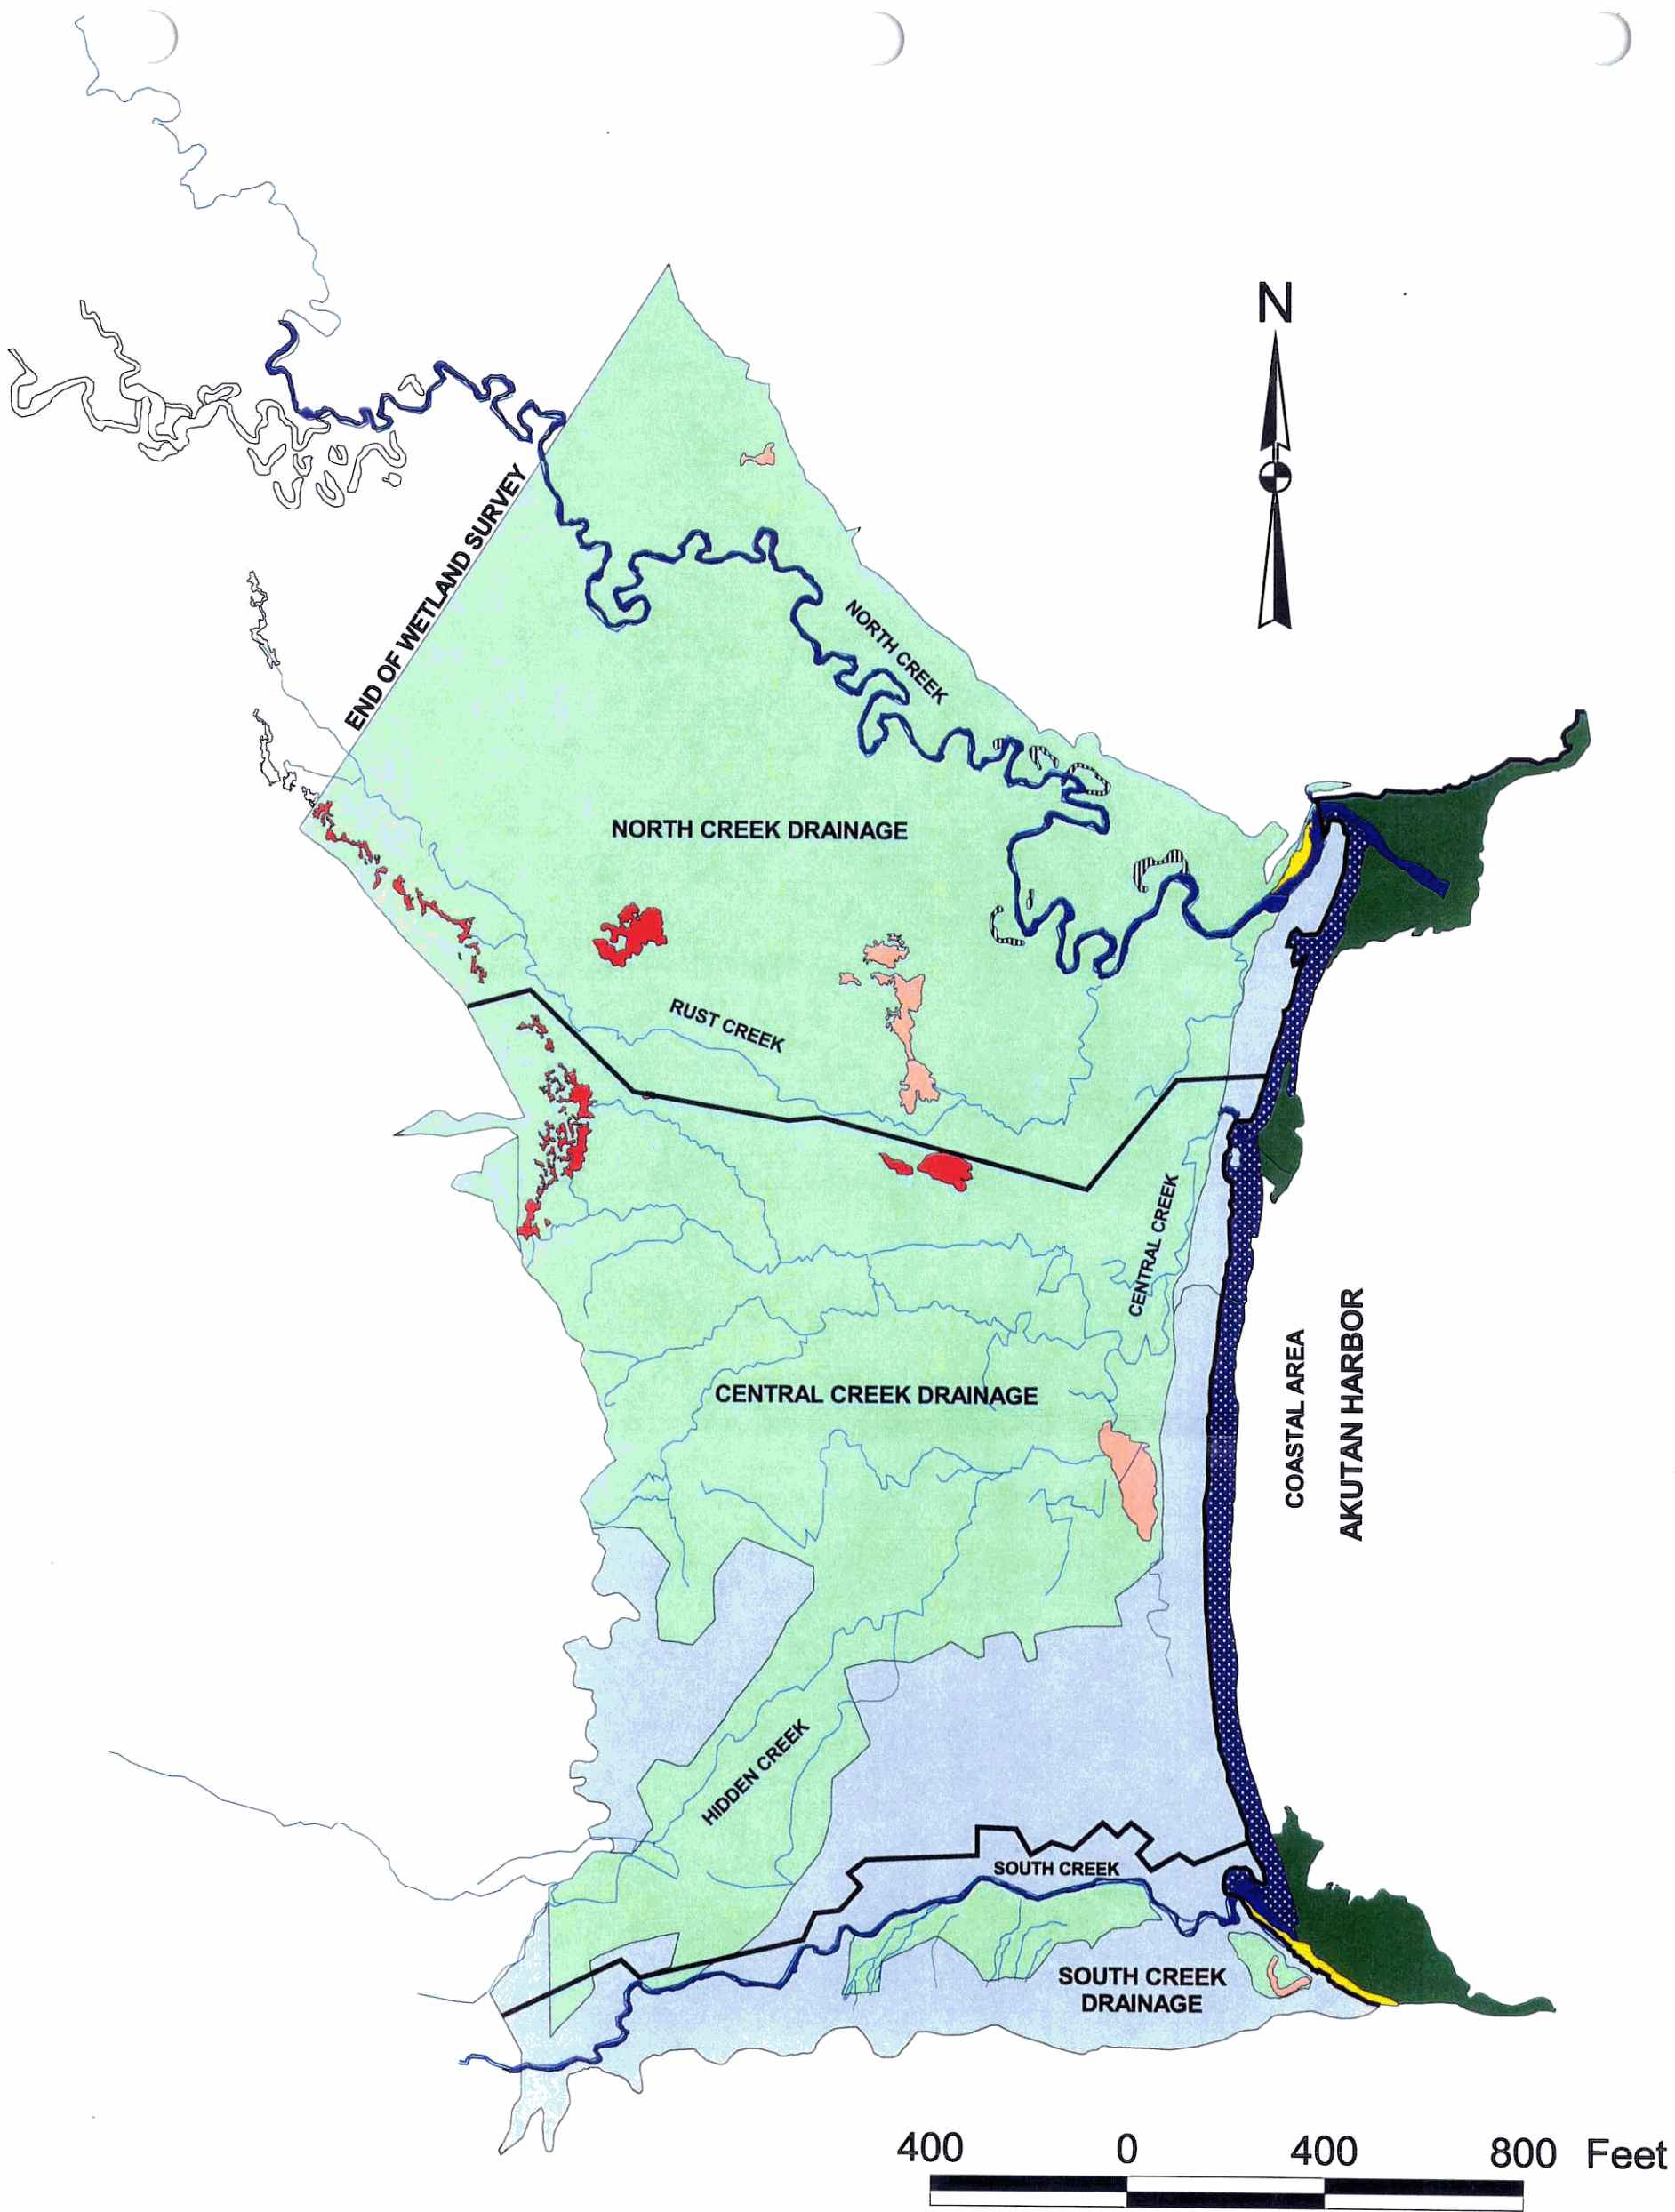 N
END OF WETLAND SURVEY
NORTH CREEK
NORTH CREEK DRAINAGE
RUST CREEK
CENTRAL CREEK
COASTAL AREA
AKUTAN HARBOR
CENTRAL CREEK DRAINAGE
HIDDEN CREEK
SOUTH CREEK
SOUTH CREEK
DRAINAGE
400 0 400 800 Feet